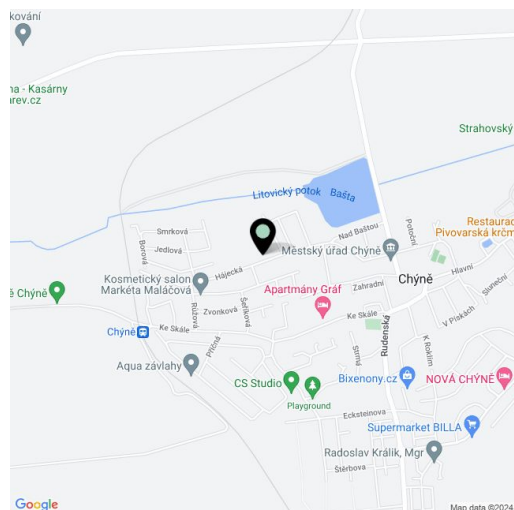 kování
na - Kasárny
arev.cz
Strahovský
Litovický potok Bašta
Smrková
Jedlová
Borová
Nad Baštou
Potoční
Restaurac
Pivovarská krčm
Městský úřad Chýně
Hájecká
Kosmetický salon
Markéta Maláčová
Chýně
Hlavní
Zahradní
Sluneční
Apartmány Gráf
ě Chýně
Růžová
Zvonková
Šeříková
Ke Skále
Ke Skále
V Pískách
Chýně
Příčná
Rudenská
Strmá
K Roklím
Aqua závlahy
CS Studio
Playground
Bixenony.cz
NOVÁ CHÝNĚ
Ecksteinova
Supermarket BILLA
Radoslav Králik, Mgr
Štěrbova
Google
Map data ©2024